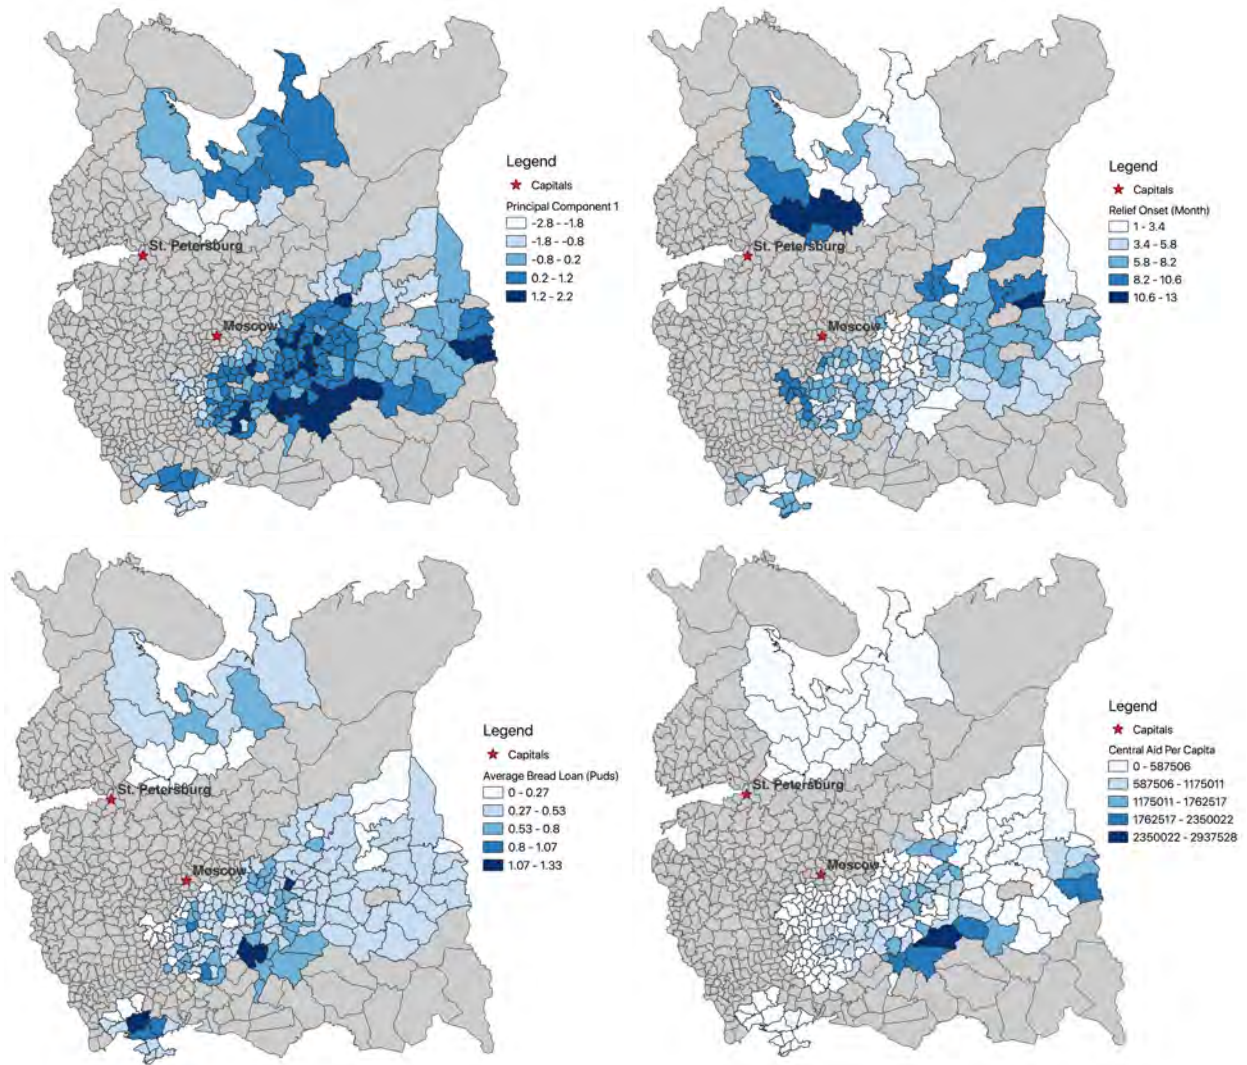 Legend
Capitals
Principal Component 1
-2.8 - -1.8
-1.8 - -0.8
-0.8 - 0.2
0.2 - 1.2
1.2 - 2.2
St. Petersburg
Moscow
Legend
Capitals
Relief Onset (Month)
1 - 3.4
3.4 - 5.8
5.8 - 8.2
8.2 - 10.6
10.6 - 13
St. Petersburg
Moscow
Legend
Capitals
Average Bread Loan (Puds)
0 - 0.27
0.27 - 0.53
0.53 - 0.8
0.8 - 1.07
1.07 - 1.33
St. Petersburg
Moscow
Legend
Capitals
Central Aid Per Capita
0 - 587506
587506 - 1175011
1175011 - 1762517
1762517 - 2350022
2350022 - 2937528
St. Petersburg
Moscow